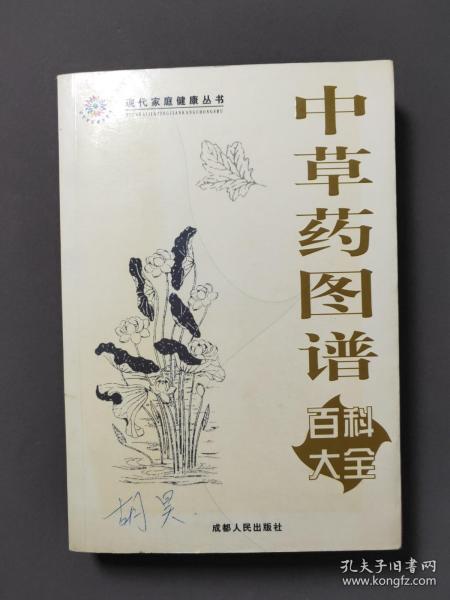 现代家庭健康丛书
XIANDAIJIATINGJIANKANGCONGSHU
中草药图谱
百科
大全
胡昊
成都人民出版社
孔夫子旧书网
www.kongfz.com